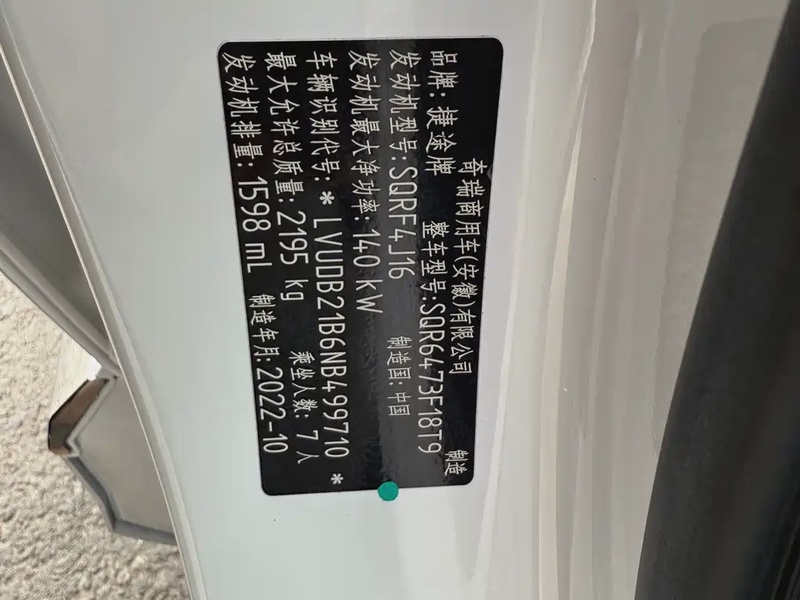 奇瑞商用车(安徽)有限公司 制造
品牌: 捷途牌 整车型号:SQR6473F18T9
发动机型号:SQRF4J16 制造国: 中国
发动机最大净功率: 140 kW
车辆识别代号: *LVUDB21B6NB499710*
最大允许总质量: 2195 kg 乘坐人数: 7 人
发动机排量: 1598 mL 制造年月: 2022-10